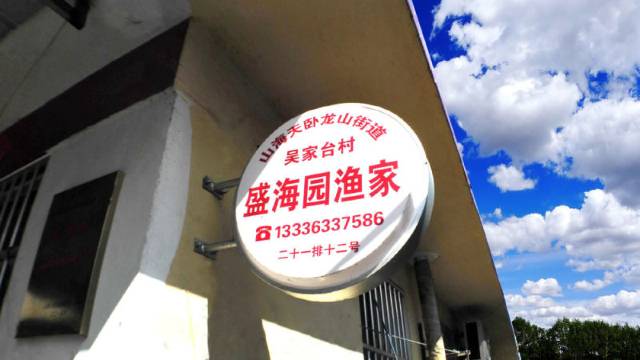 山海天卧龙山街道
吴家台村
盛海园渔家
☎13336337586
二十一排十二号